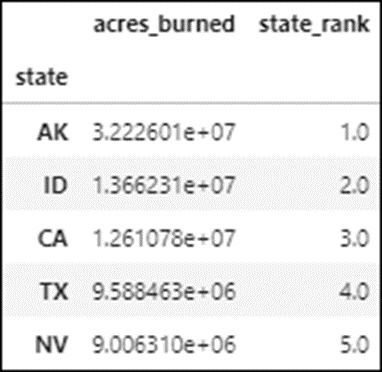 acres_burned state_rank
state
AK 3.222601e+07 1.0
ID 1.366231e+07 2.0
CA 1.261078e+07 3.0
TX 9.588463e+06 4.0
NV 9.006310e+06 5.0